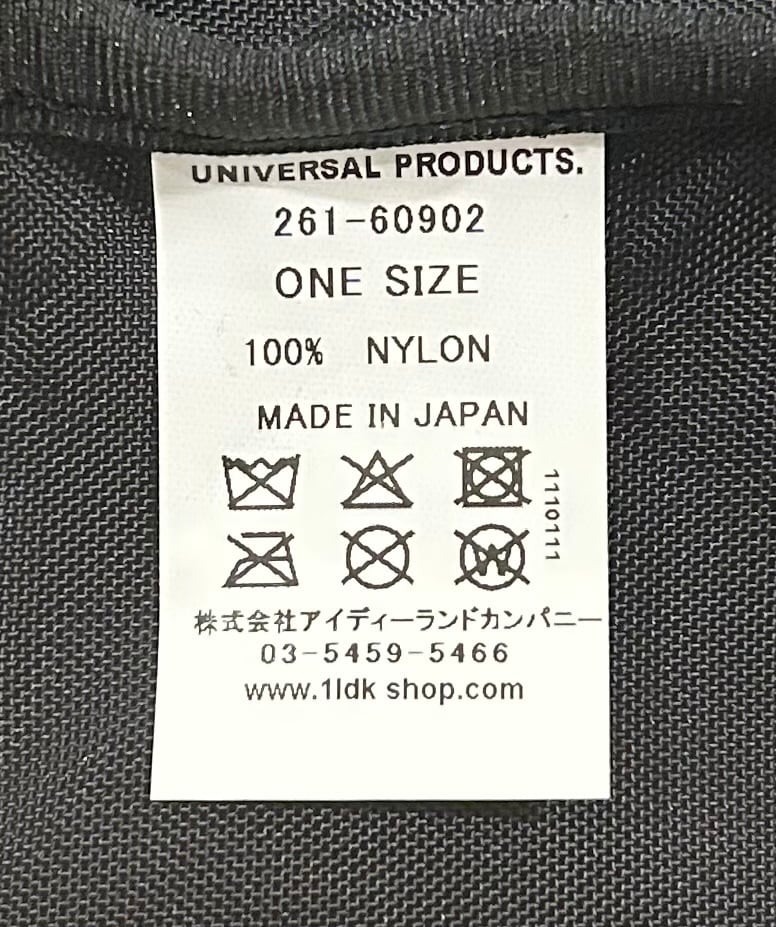 UNIVERSAL PRODUCTS.
261-60902
ONE SIZE
100% NYLON
MADE IN JAPAN
1110111
W
株式会社アイディーランドカンパニー
03-5459-5466
www.1ldk shop.com